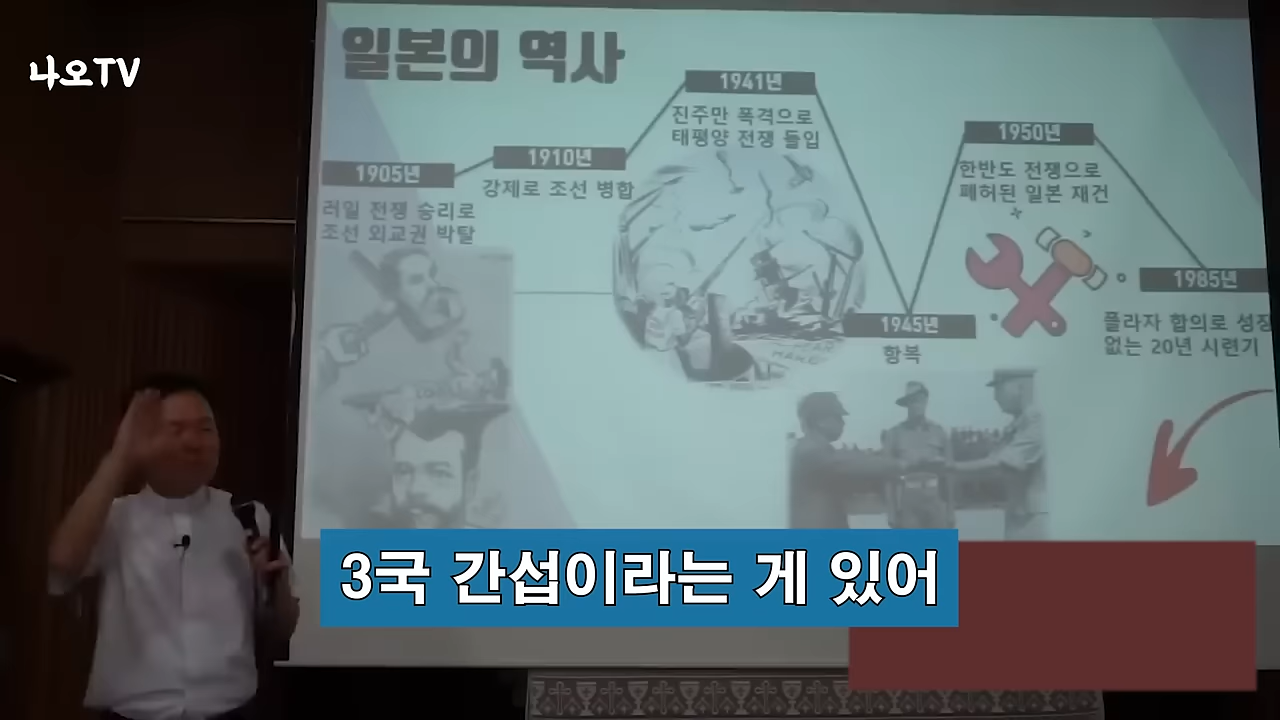 나오TV
일본의 역사
1905년
러일 전쟁 승리로
조선 외교권 박탈
1910년
강제로 조선 병합
1941년
진주만 폭격으로
태평양 전쟁 돌입
1945년
항복
1950년
한반도 전쟁으로
폐허된 일본 재건
1985년
플라자 합의로 성장
없는 20년 시련기
3국 간섭이라는 게 있어